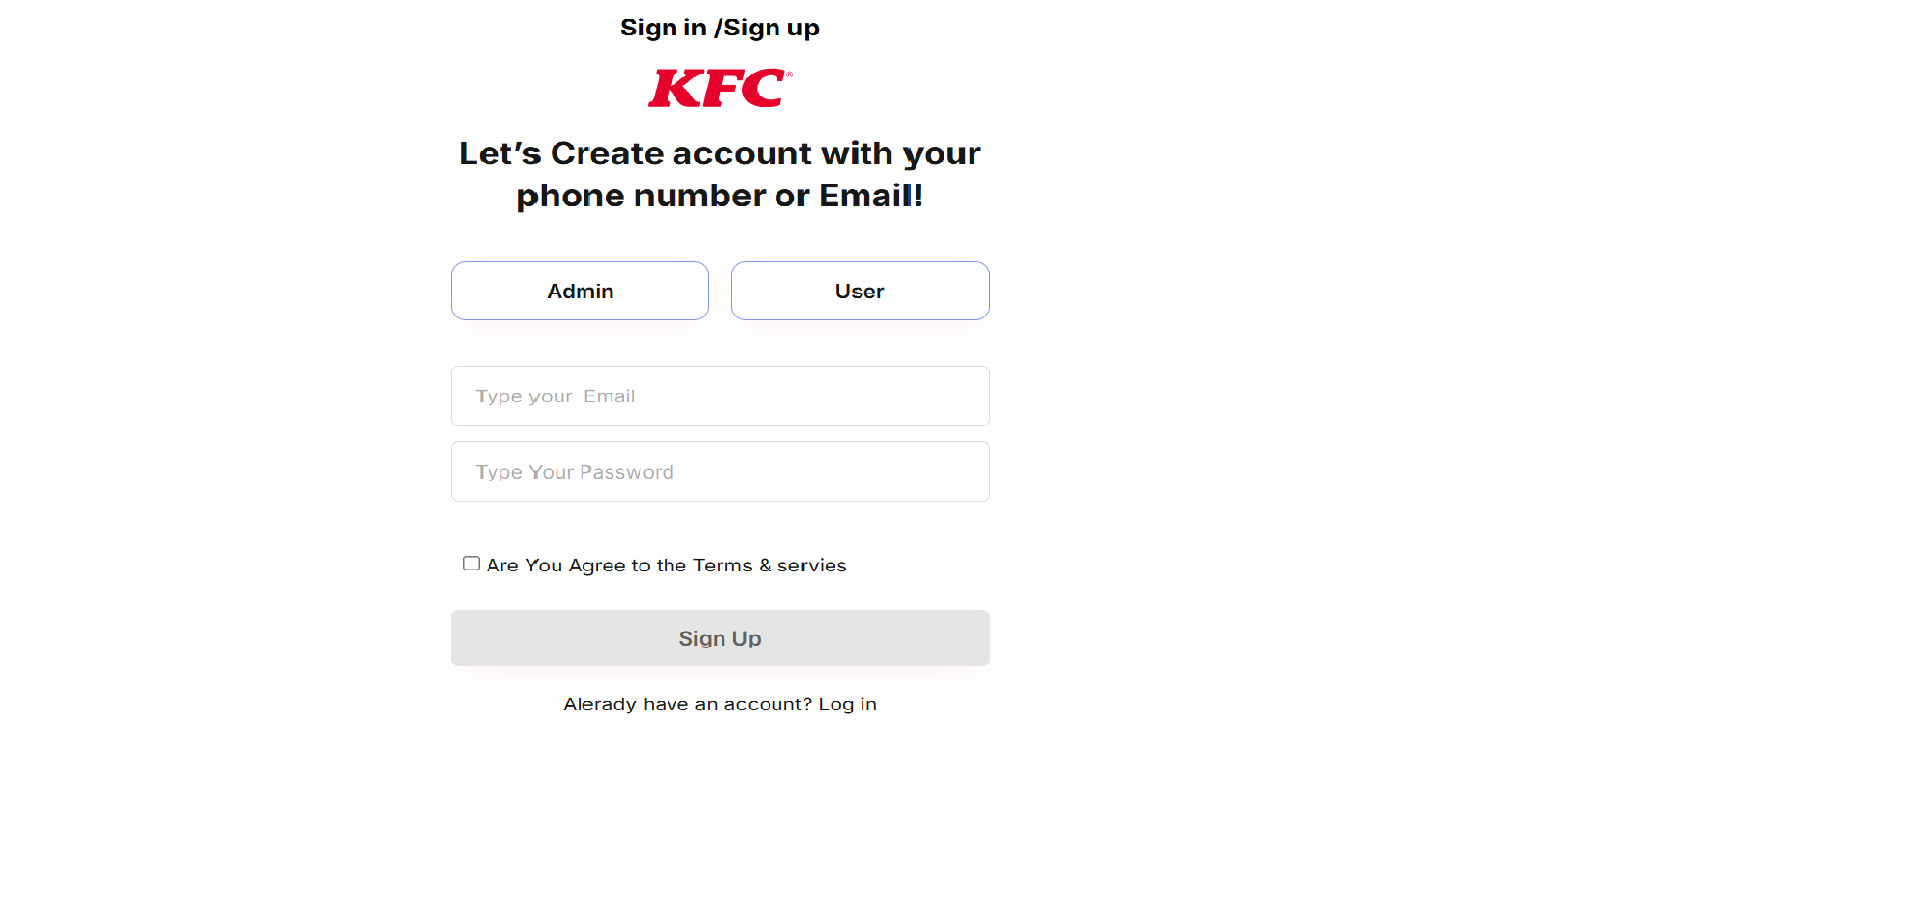 Sign in /Sign up
KFC®
Let’s Create account with your
phone number or Email!
Admin
User
Type your  Email
Type Your Password
Are You Agree to the Terms & servies
Sign Up
Alerady have an account? Log in